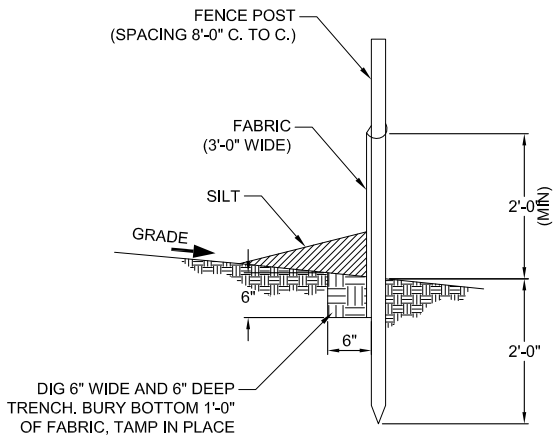 FENCE POST
(SPACING 8'-0" C. TO C.)
FABRIC
(3'-0" WIDE)
SILT
2'-0"
(MIN)
GRADE
6"
6"
2'-0"
DIG 6" WIDE AND 6" DEEP
TRENCH. BURY BOTTOM 1'-0"
OF FABRIC, TAMP IN PLACE